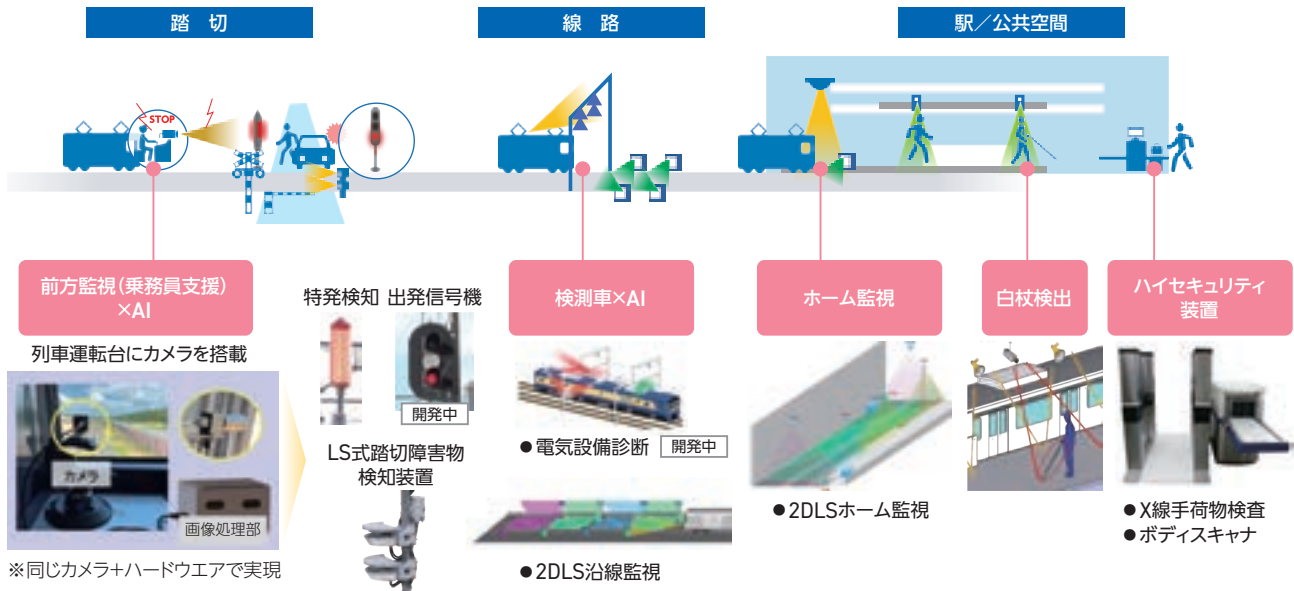 踏 切
線 路
駅／公共空間
STOP
前方監視(乗務員支援)
×AI
列車運転台にカメラを搭載
カメラ
画像処理部
※同じカメラ+ハードウエアで実現
特発検知
出発信号機
開発中
LS式踏切障害物
検知装置
検測車×AI
●電気設備診断
開発中
●2DLS沿線監視
ホーム監視
●2DLSホーム監視
白杖検出
ハイセキュリティ
装置
●X線手荷物検査
●ボディスキャナ